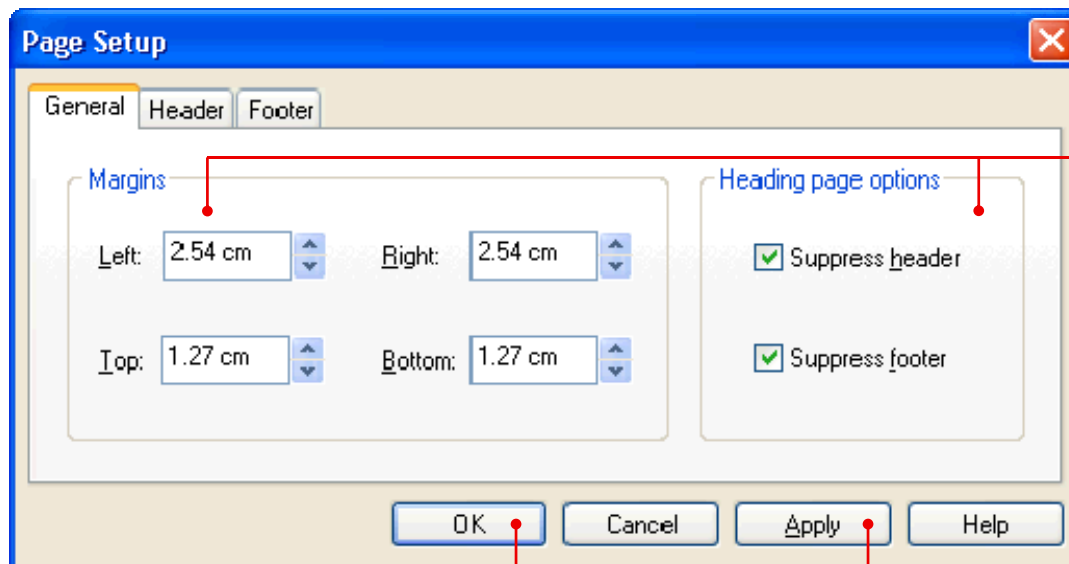 Page Setup
General Header Footer
Margins Heading page options
Left: 2.54 cm Right: 2.54 cm Suppress header
Top: 1.27 cm Bottom: 1.27 cm Suppress footer
OK Cancel Apply Help